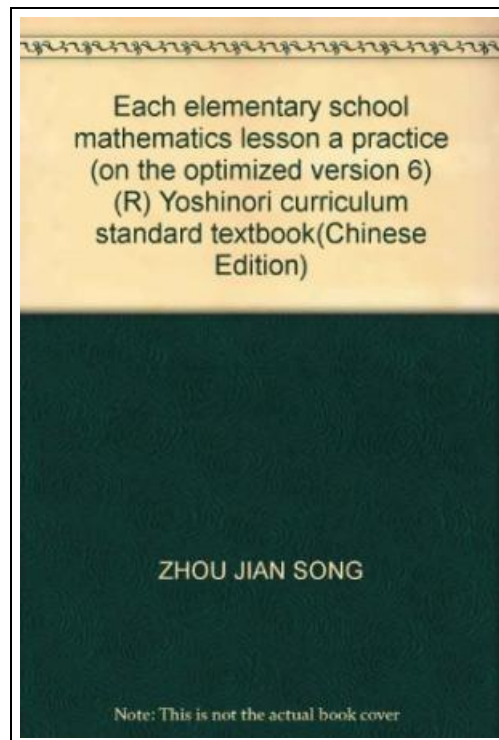 Each elementary school
mathematics lesson a practice
(on the optimized version 6)
(R) Yoshinori curriculum
standard textbook(Chinese
Edition)
ZHOU JIAN SONG
Note: This is not the actual book cover